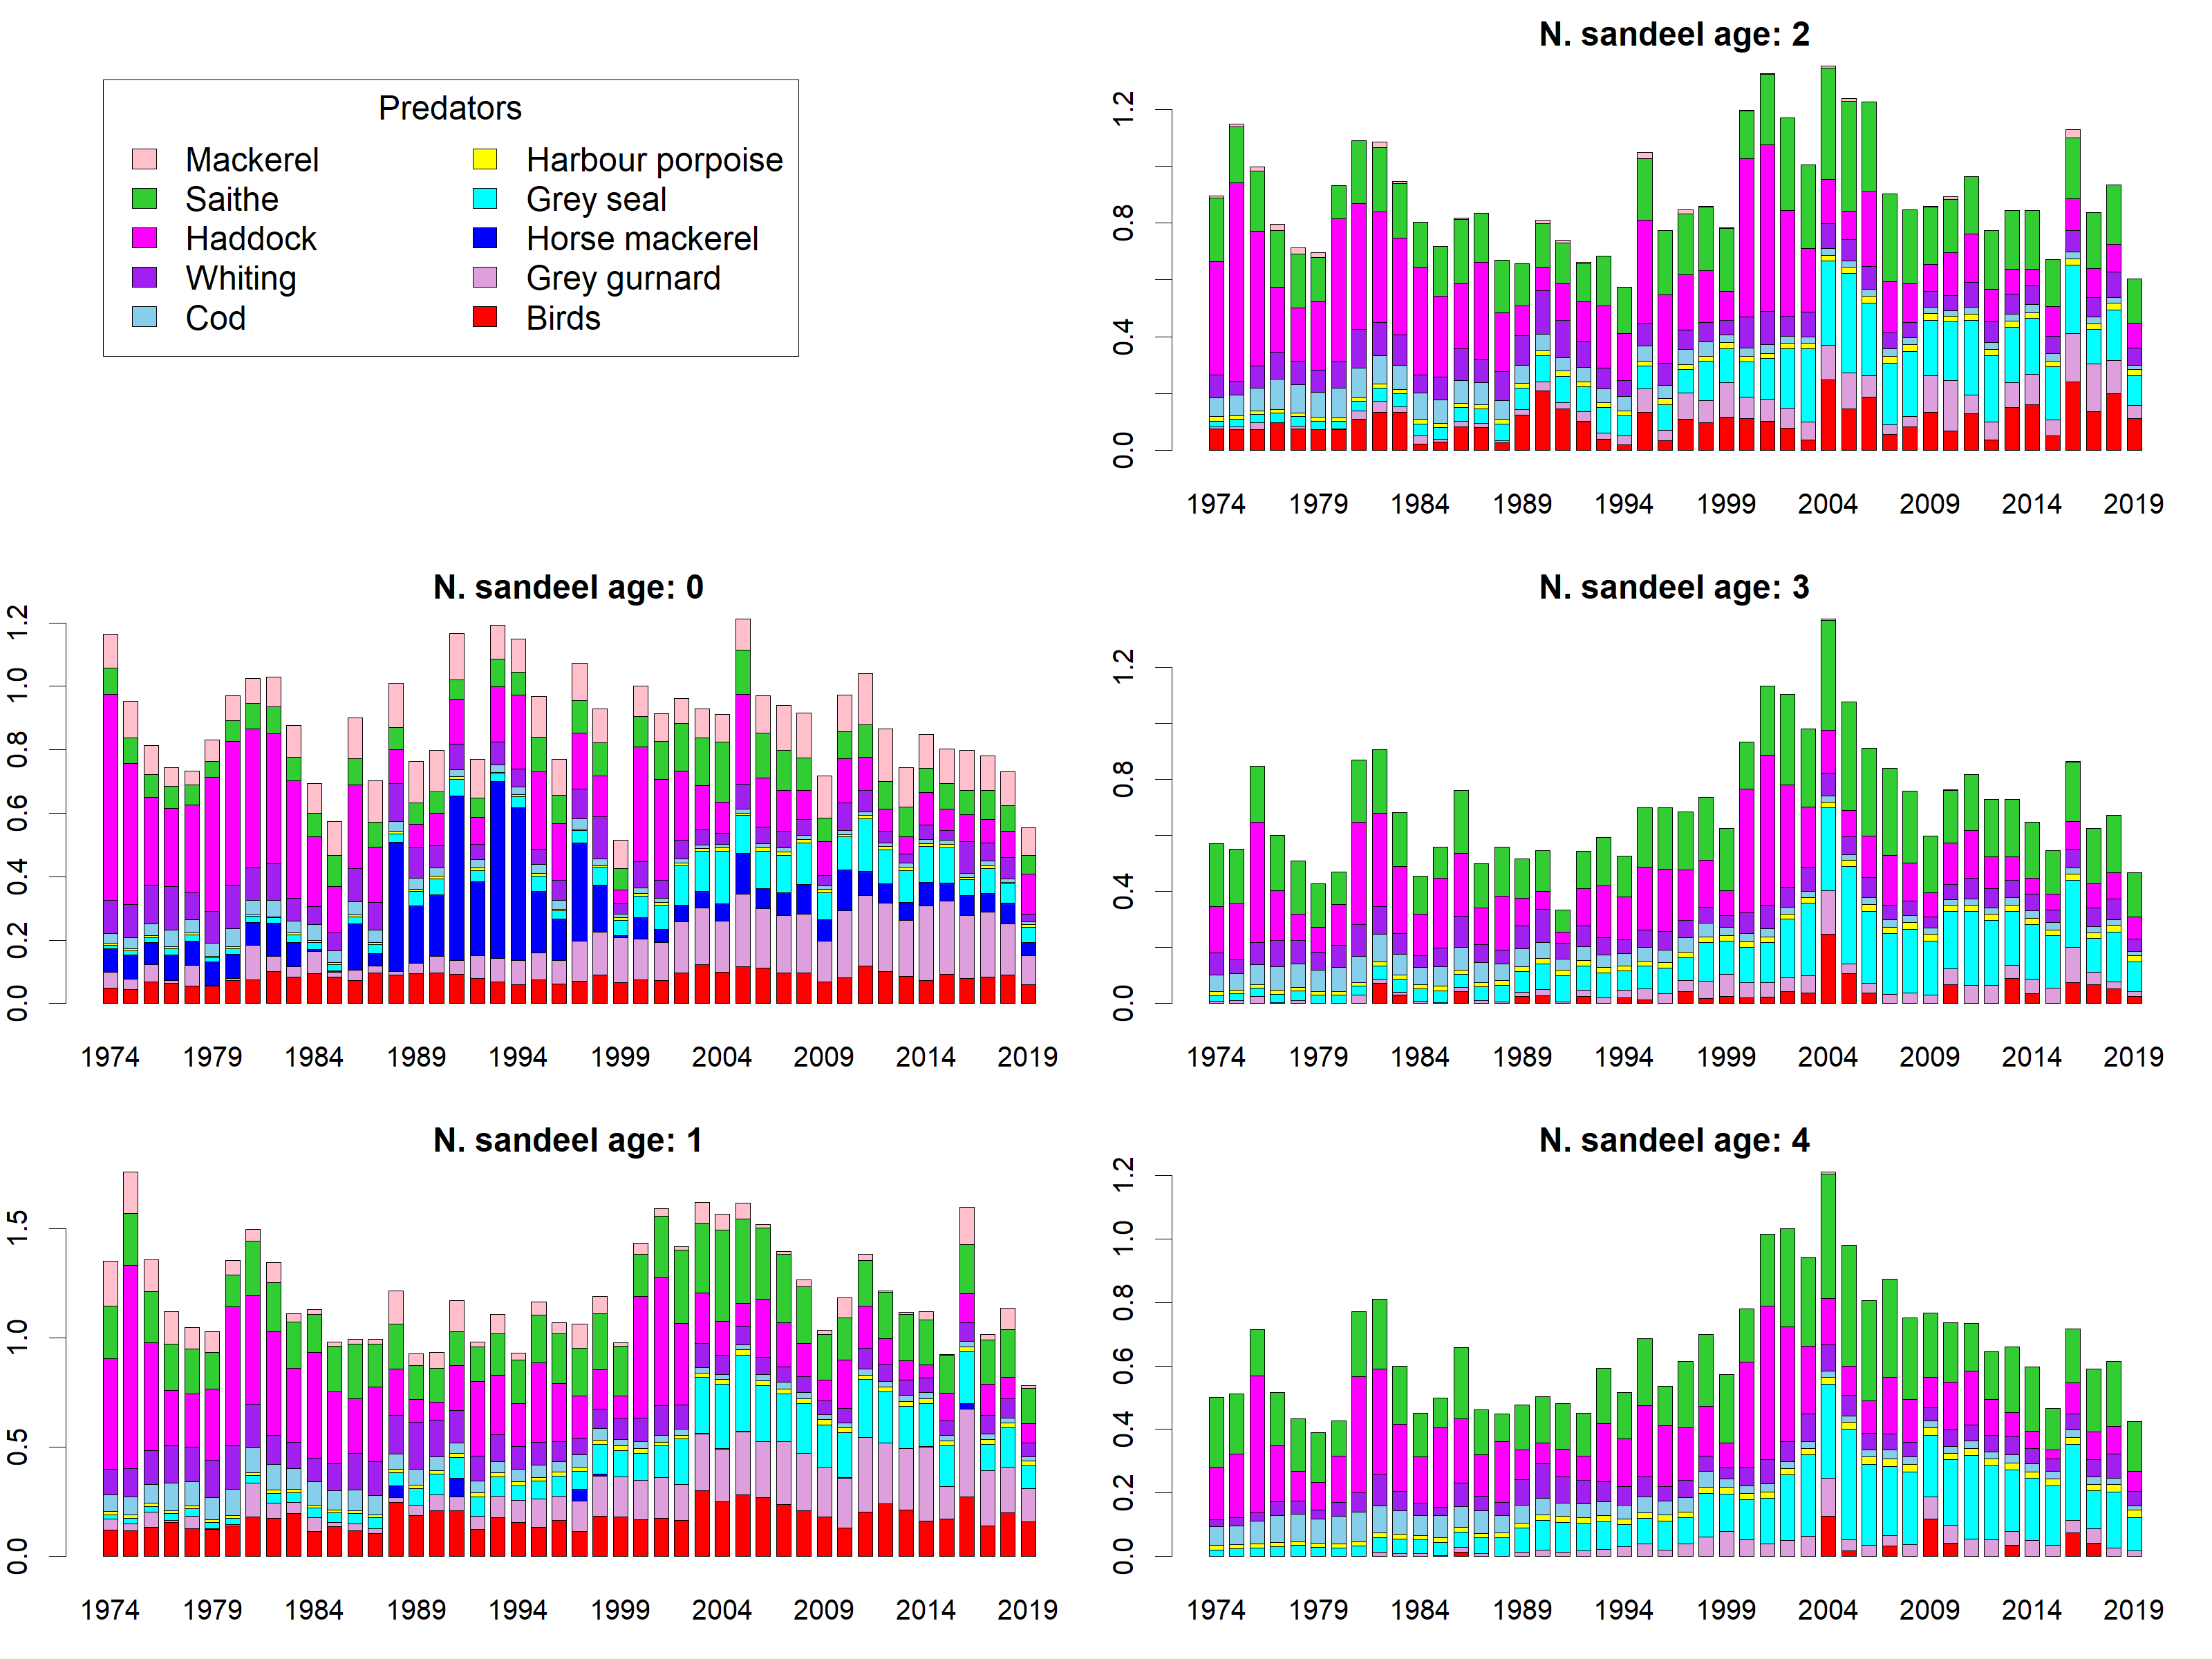 Predators
Mackerel
Saithe
Haddock
Whiting
Cod
Harbour porpoise
Grey seal
Horse mackerel
Grey gurnard
Birds
N. sandeel age: 2
0.0 0.4 0.8 1.2
1974 1979 1984 1989 1994 1999 2004 2009 2014 2019
N. sandeel age: 0
0.0 0.2 0.4 0.6 0.8 1.0 1.2
1974 1979 1984 1989 1994 1999 2004 2009 2014 2019
N. sandeel age: 3
0.0 0.4 0.8 1.2
1974 1979 1984 1989 1994 1999 2004 2009 2014 2019
N. sandeel age: 1
0.0 0.5 1.0 1.5
1974 1979 1984 1989 1994 1999 2004 2009 2014 2019
N. sandeel age: 4
0.0 0.2 0.4 0.6 0.8 1.0 1.2
1974 1979 1984 1989 1994 1999 2004 2009 2014 2019